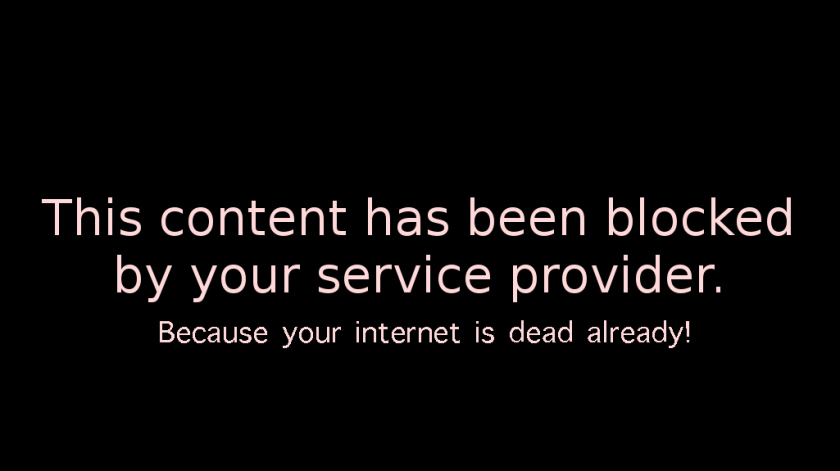 This content has been blocked
by your service provider.
Because your internet is dead already!